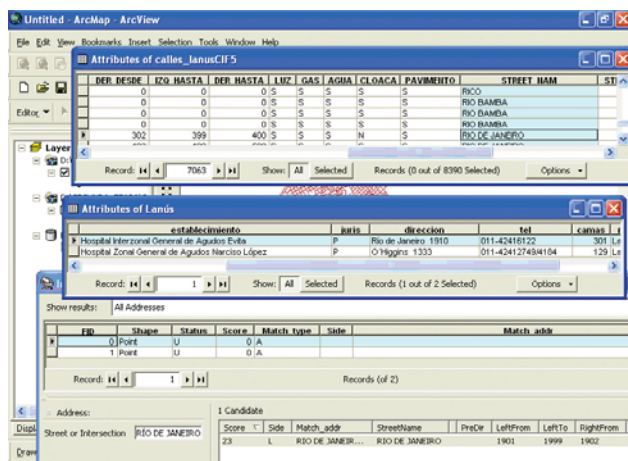 Untitled - ArcMap - ArcView
File Edit View Bookmarks Insert Selection Tools Window Help
Attributes of calles_lanusCIF5
DER_DESDE IZQ_HASTA DER_HASTA LUZ GAS AGUA CLOACA PAVIMENTO STREET_NAM
0 0 0 S S S S S RICO
0 0 0 S S S S S RIO BAMBA
0 0 0 S S S S S RIO BAMBA
0 0 0 S S S S S RIO BAMBA
302 399 400 S S S N S RIO DE JANEIRO
Editor
Layer
Record: 7063 Show: All Selected Records (0 out of 8390 Selected) Options
Attributes of Lanús
establecimiento juris direccion tel camas
Hospital Interzonal General de Agudos Evita P Río de Janeiro 1910 011-42416122 301
Hospital Zonal General de Agudos Narciso López P O'Higgins 1333 011-42412749/4184 129
Record: 1 Show: All Selected Records (1 out of 2 Selected) Options
Show results: All Addresses
FID Shape Status Score Match_type Side Match_addr
0 Point U 0 A
1 Point U 0 A
Record: 1 Records (of 2)
Address: 1 Candidate
Street or Intersection RÍO DE JANEIRO
Score Side Match_addr StreetName PreDir LeftFrom LeftTo RightFrom
23 L RIO DE JANEIR... RIO DE JANEIRO 1901 1999 1902